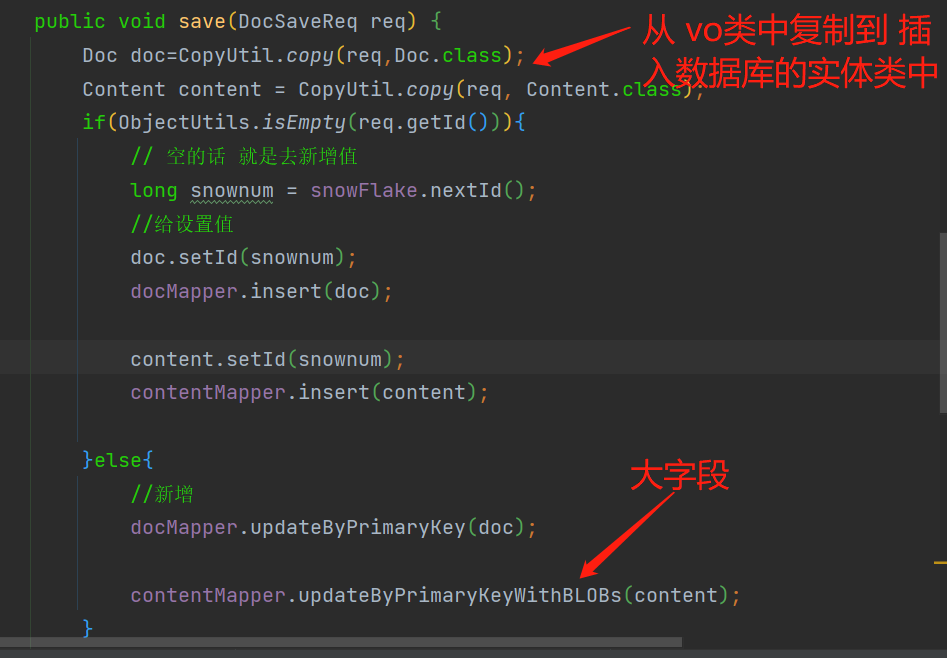 public void save(DocSaveReq req) {
从 vo类中复制到 插
Doc doc=CopyUtil.copy(req,Doc.class);
入数据库的实体类中
Content content = CopyUtil.copy(req, Content.class);
if(ObjectUtils.isEmpty(req.getId())){
// 空的话 就是去新增值
long snownum = snowFlake.nextId();
//给设置值
doc.setId(snownum);
docMapper.insert(doc);
content.setId(snownum);
contentMapper.insert(content);
}else{
大字段
//新增
docMapper.updateByPrimaryKey(doc);
contentMapper.updateByPrimaryKeyWithBLOBs(content);
}